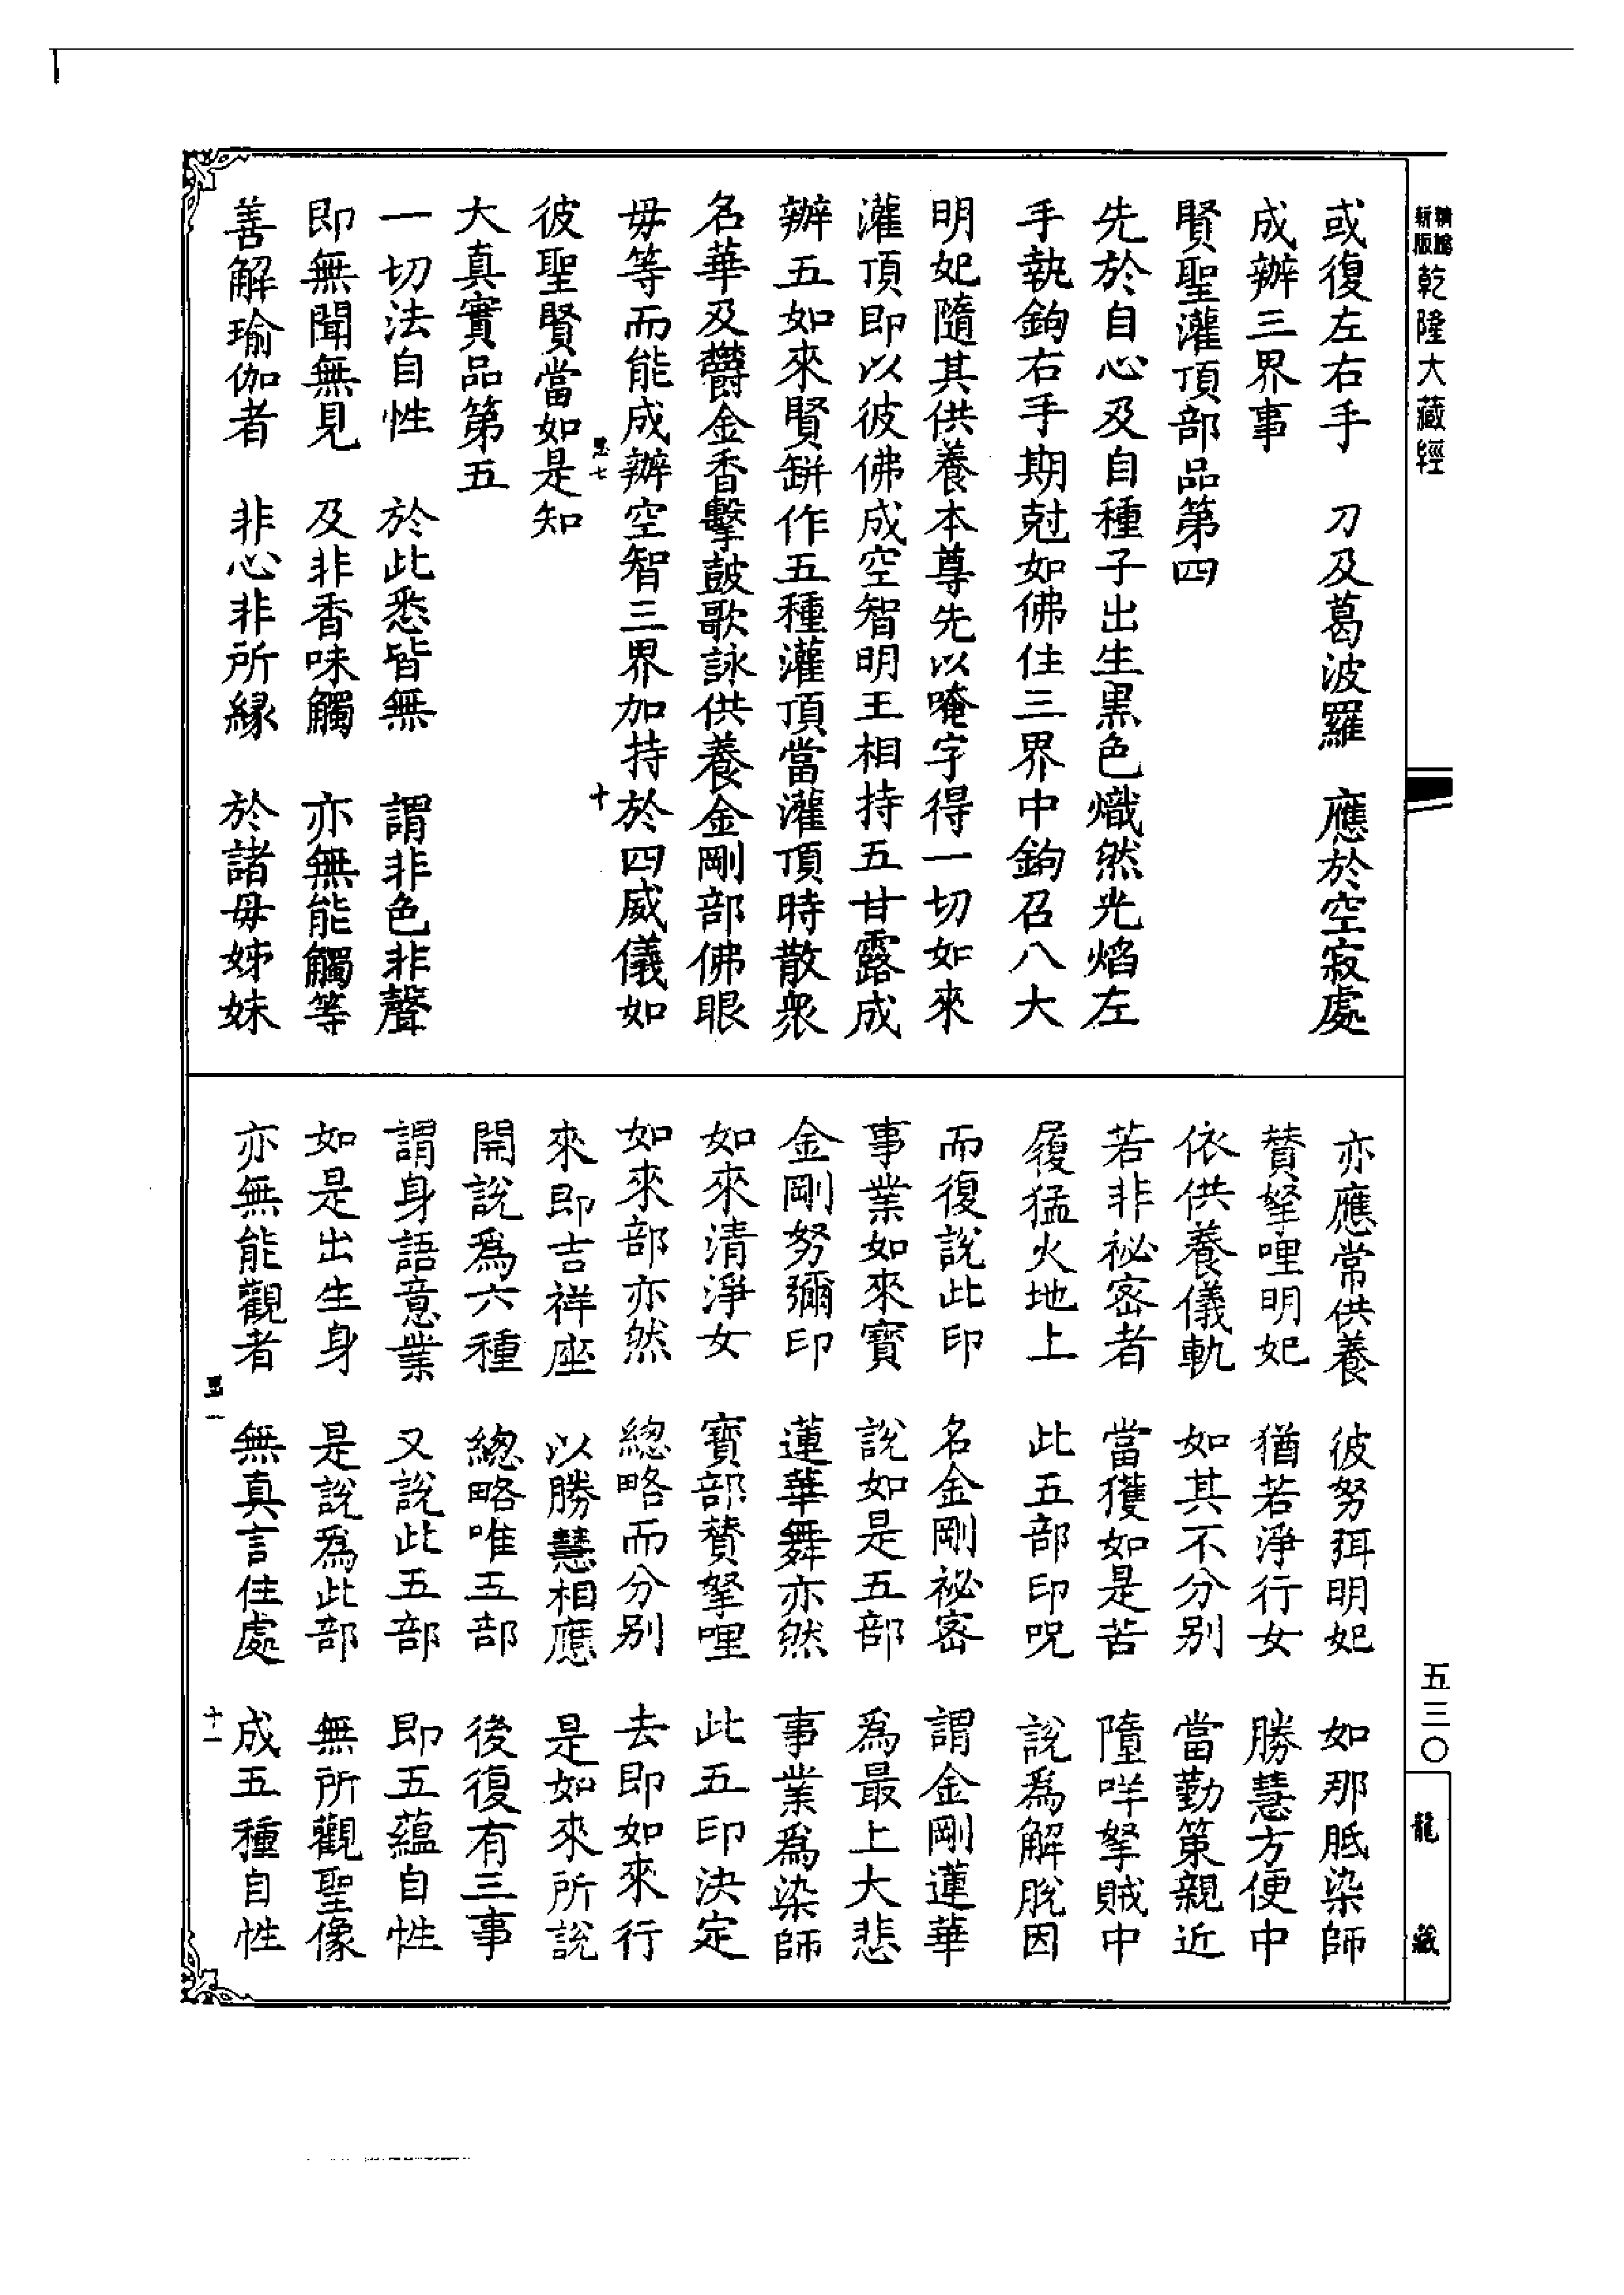 精繪
新版
乾隆大藏經
或復左右手　刀及葛波羅　應於空寂處
成辦三界事
賢聖灌頂部品第四
先於自心及自種子出生黑色熾然光焰左
手執鉤右手期剋如佛住三界中鉤召八大
明妃隨其供養本尊先以唵字得一切如來
灌頂即以彼佛成空智明王相持五甘露成
辦五如來賢缾作五種灌頂當灌頂時散衆
名華及欝金香擊鼓歌詠供養金剛部佛眼
母等而能成辦空智三界加持於四威儀如
十
彼聖賢當如是知
大真實品第五
一切法自性　於此悉皆無　謂非色非聲
即無聞無見　及非香味觸　亦無能觸等
善解瑜伽者　非心非所緣　於諸母姊妹
亦應常供養　彼努弭明妃　如那胝染師
贊拏哩明妃　猶若淨行女　勝慧方便中
依供養儀軌　如其不分別　當勤第親近
若非祕密者　當獲如是苦　墮咩拏賊中
履猛火地上　此五部印呪　說為解脫因
而復說此印　名金剛祕密　謂金剛蓮華
事業如來寶　說如是五部　為最上大悲
金剛努彌印　蓮華舞亦然　事業為染師
如來清淨女　寶部贊拏哩　此五印決定
如來部亦然　總略而分別　去即如來行
來即吉祥座　以勝慧相應　是如來所說
開說為六種　總略唯五部　後復有三事
謂身語意業　又說此五部　即五蘊自性
如是出生身　是說為此部　無所觀聖像
亦無能觀者　無真言住處　成五種自性
十一
五三〇
龍藏